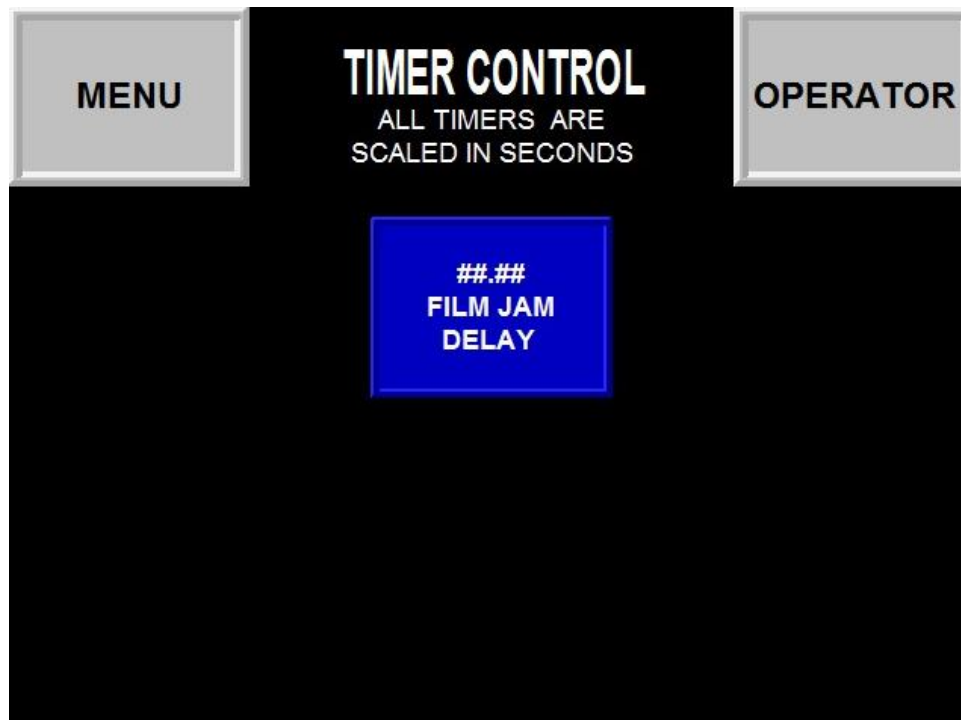 MENU
TIMER CONTROL
ALL TIMERS ARE
SCALED IN SECONDS
OPERATOR
##.##
FILM JAM
DELAY